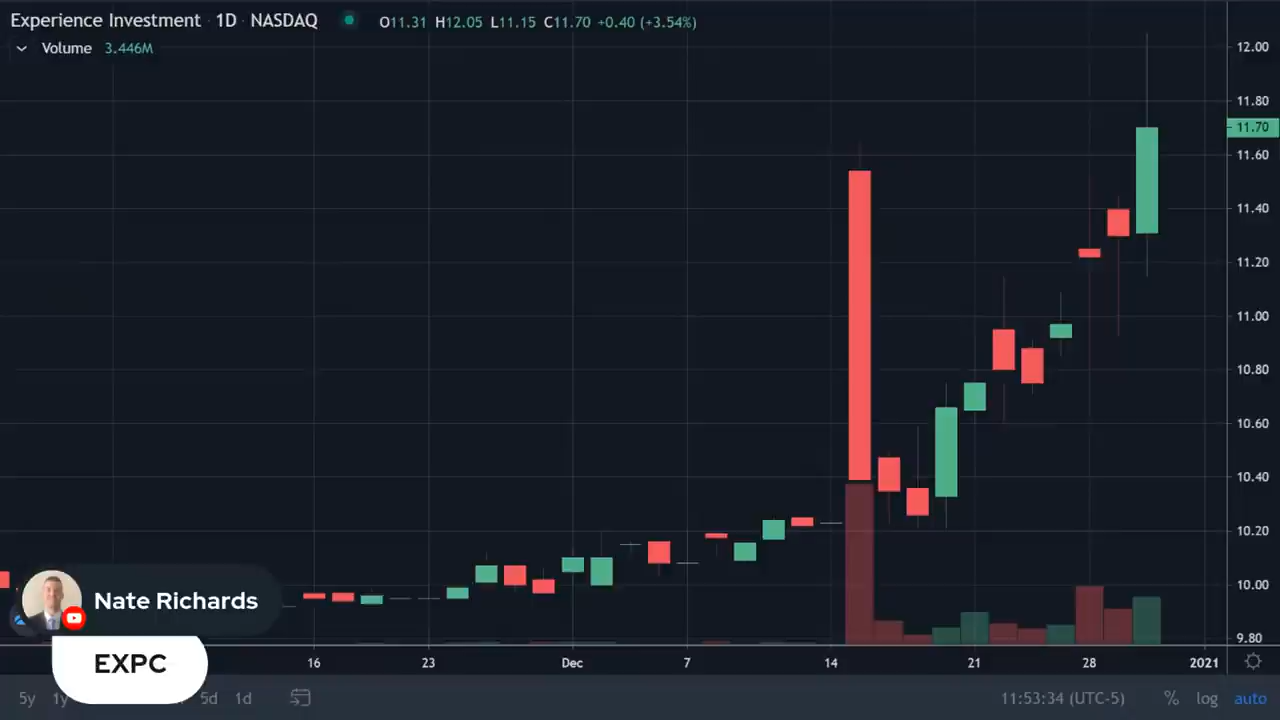 Experience Investment · 1D · NASDAQ O11.31 H12.05 L11.15 C11.70 +0.40 (+3.54%)
Volume 3.446M
12.00
11.80
11.70
11.60
11.40
11.20
11.00
10.80
10.60
10.40
10.20
10.00
9.80
Nate Richards
EXPC
16 23 Dec 7 14 21 28 2021
5y 1y 5d 1d 11:53:34 (UTC-5) % log auto